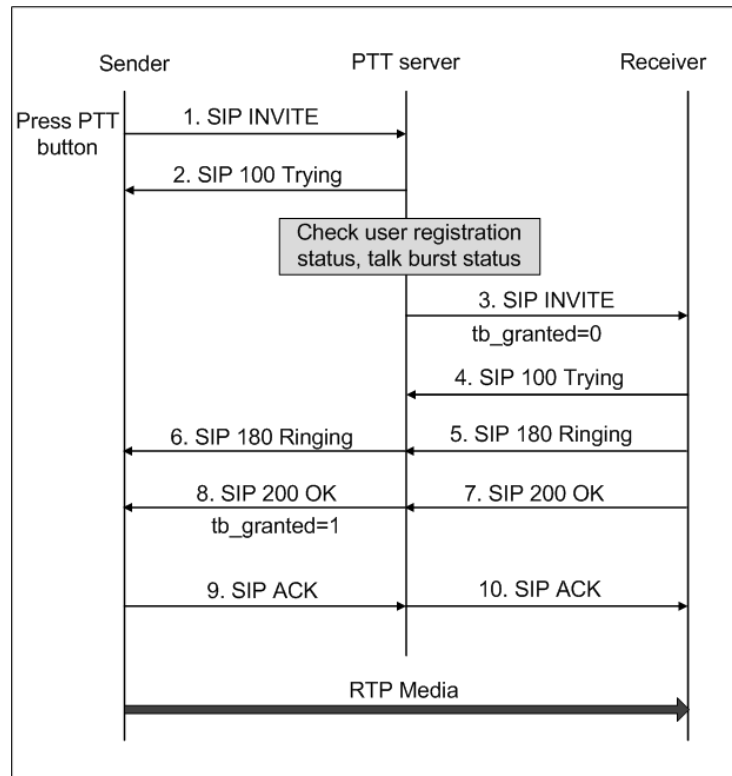 Sender
PTT server
Receiver
Press PTT
button
1. SIP INVITE
2. SIP 100 Trying
Check user registration
status, talk burst status
3. SIP INVITE
tb_granted=0
4. SIP 100 Trying
6. SIP 180 Ringing
5. SIP 180 Ringing
8. SIP 200 OK
7. SIP 200 OK
tb_granted=1
9. SIP ACK
10. SIP ACK
RTP Media